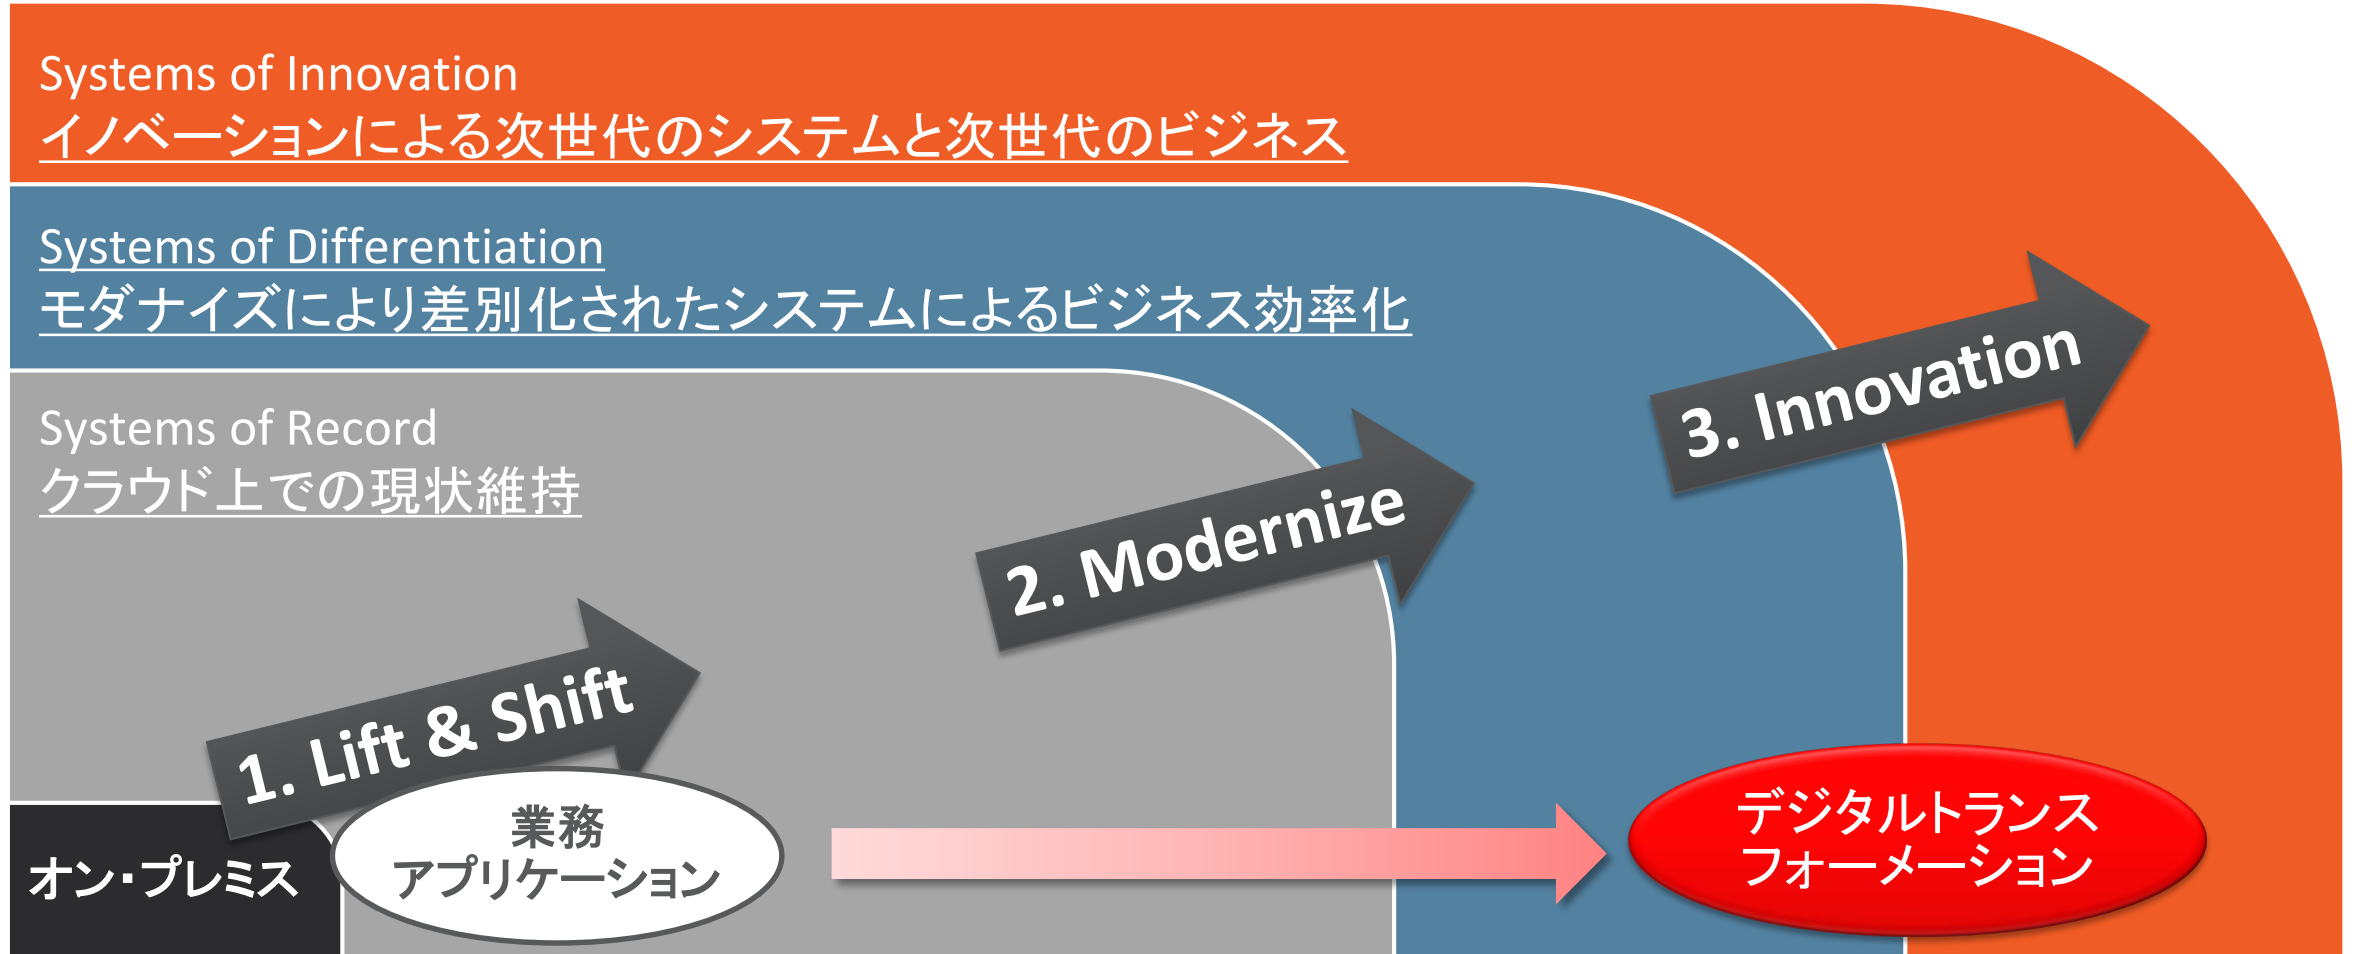 Systems of Innovation
イノベーションによる次世代のシステムと次世代のビジネス
Systems of Differentiation
モダナイズにより差別化されたシステムによるビジネス効率化
3. Innovation
Systems of Record
クラウド上での現状維持
2. Modernize
1. Lift & Shift
オン・プレミス
業務
アプリケーション
デジタルトランス
フォーメーション